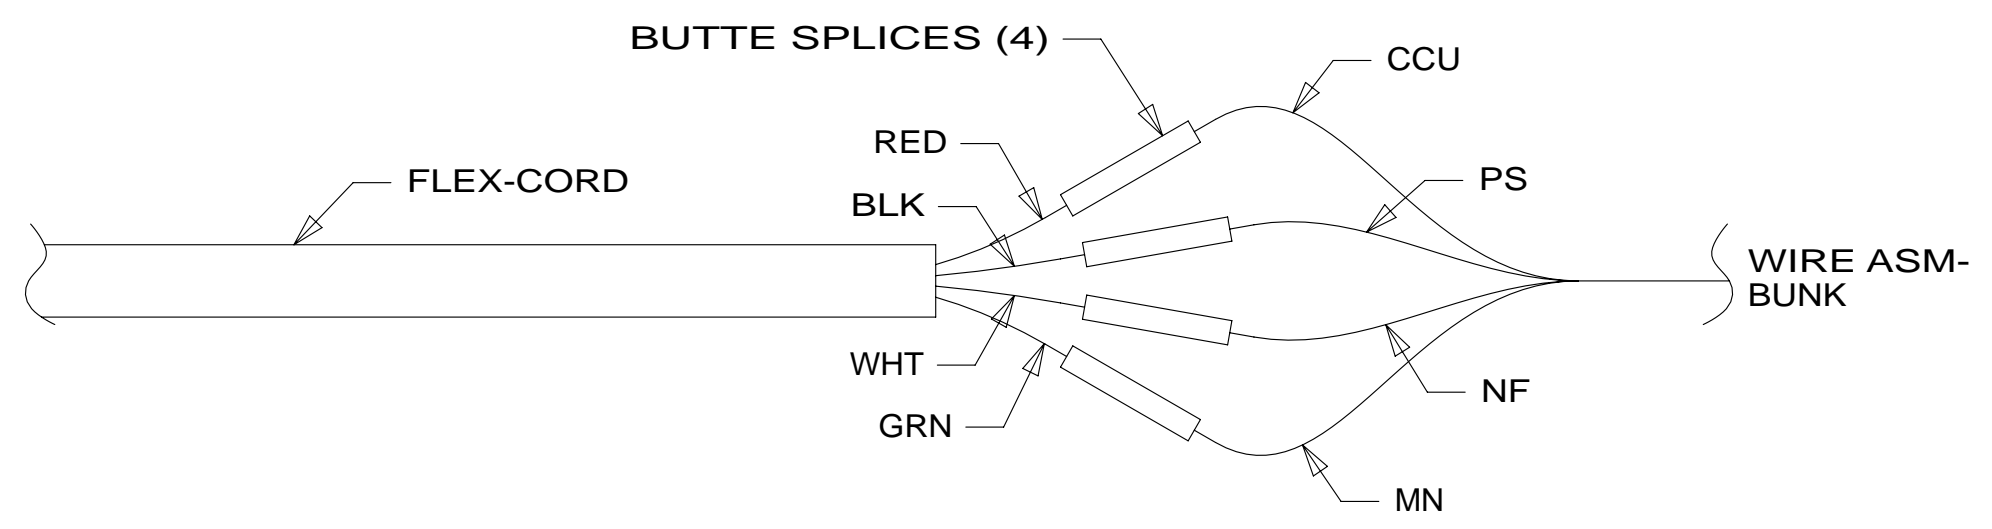 BUTTE SPLICES (4)
CCU
RED
FLEX-CORD
PS
BLK
WIRE ASM-
BUNK
WHT
NF
GRN
MN